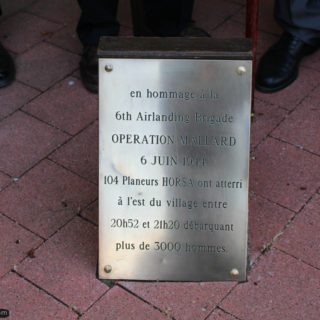 en hommage à la
6th Airlanding Brigade
OPERATION MALLARD
6 JUIN 1944
104 Planeurs HORSA ont atterri
à l'est du village entre
20h52 et 21h20 débarquant
plus de 3000 hommes.